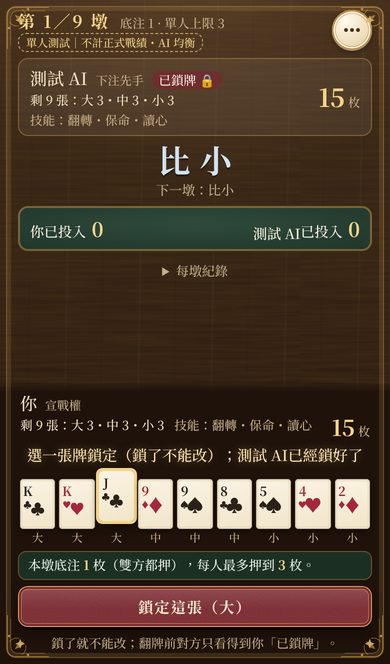 第 1／9 墩 底注 1・單人上限 3
單人測試｜不計正式戰績・AI 均衡
測試 AI 下注先手 已鎖牌 🔒
剩 9 張：大 3・中 3・小 3
技能：翻轉・保命・讀心
15 枚
比小
下一墩：比小
你已投入 0 測試 AI已投入 0
▶ 每墩紀錄
你 宣戰權
剩 9 張：大 3・中 3・小 3 技能：翻轉・保命・讀心 15 枚
選一張牌鎖定（鎖了不能改）；測試 AI已經鎖好了
K K J 9 9 8 5 4 2
大 大 大 中 中 中 小 小 小
本墩底注 1 枚（雙方都押），每人最多押到 3 枚。
鎖定這張（大）
鎖了就不能改；翻牌前對方只看得到你「已鎖牌」。